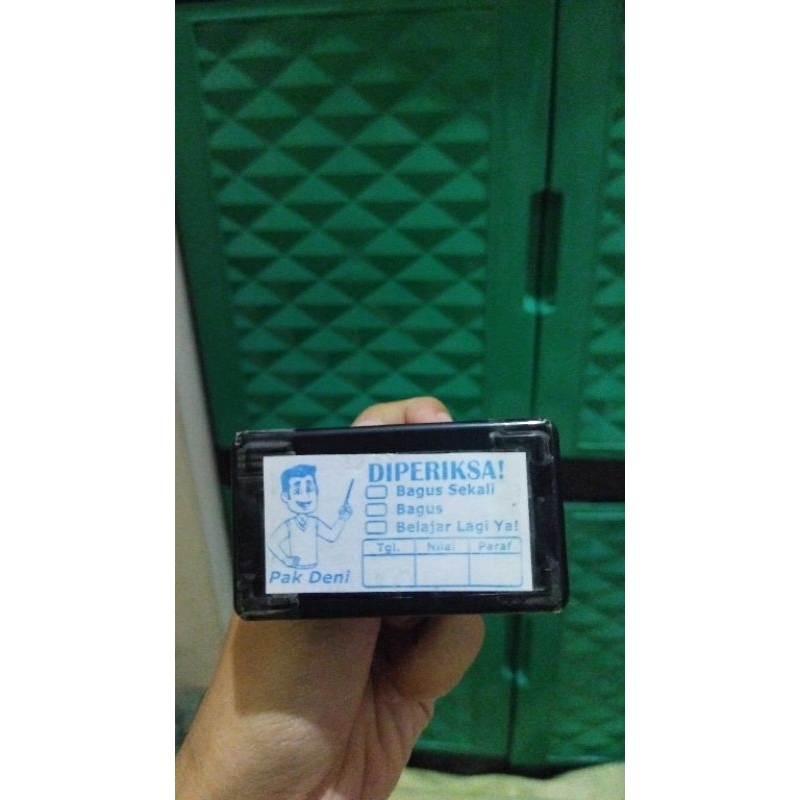 DIPERIKSA!
Bagus Sekali
Bagus
Belajar Lagi Ya!
Tgl. Nilai Paraf
Pak Deni